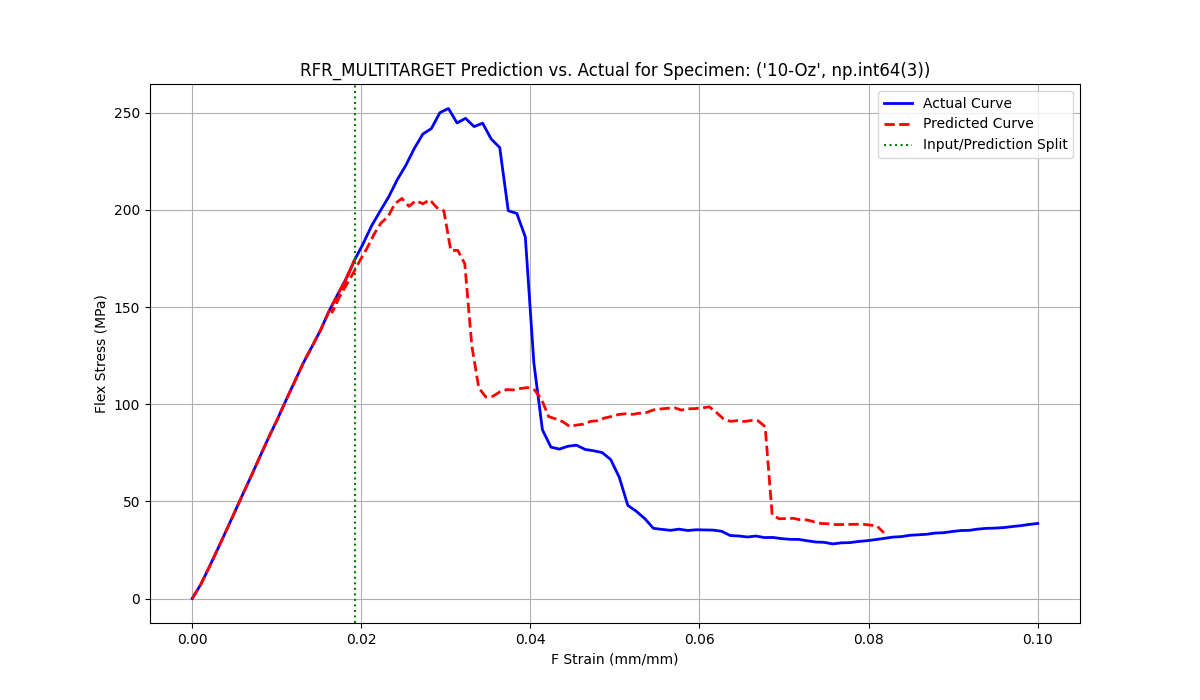 RFR_MULTITARGET Prediction vs. Actual for Specimen: ('10-Oz', np.int64(3))
Actual Curve
Predicted Curve
Input/Prediction Split
Flex Stress (MPa)
250
200
150
100
50
0
0.00 0.02 0.04 0.06 0.08 0.10
F Strain (mm/mm)